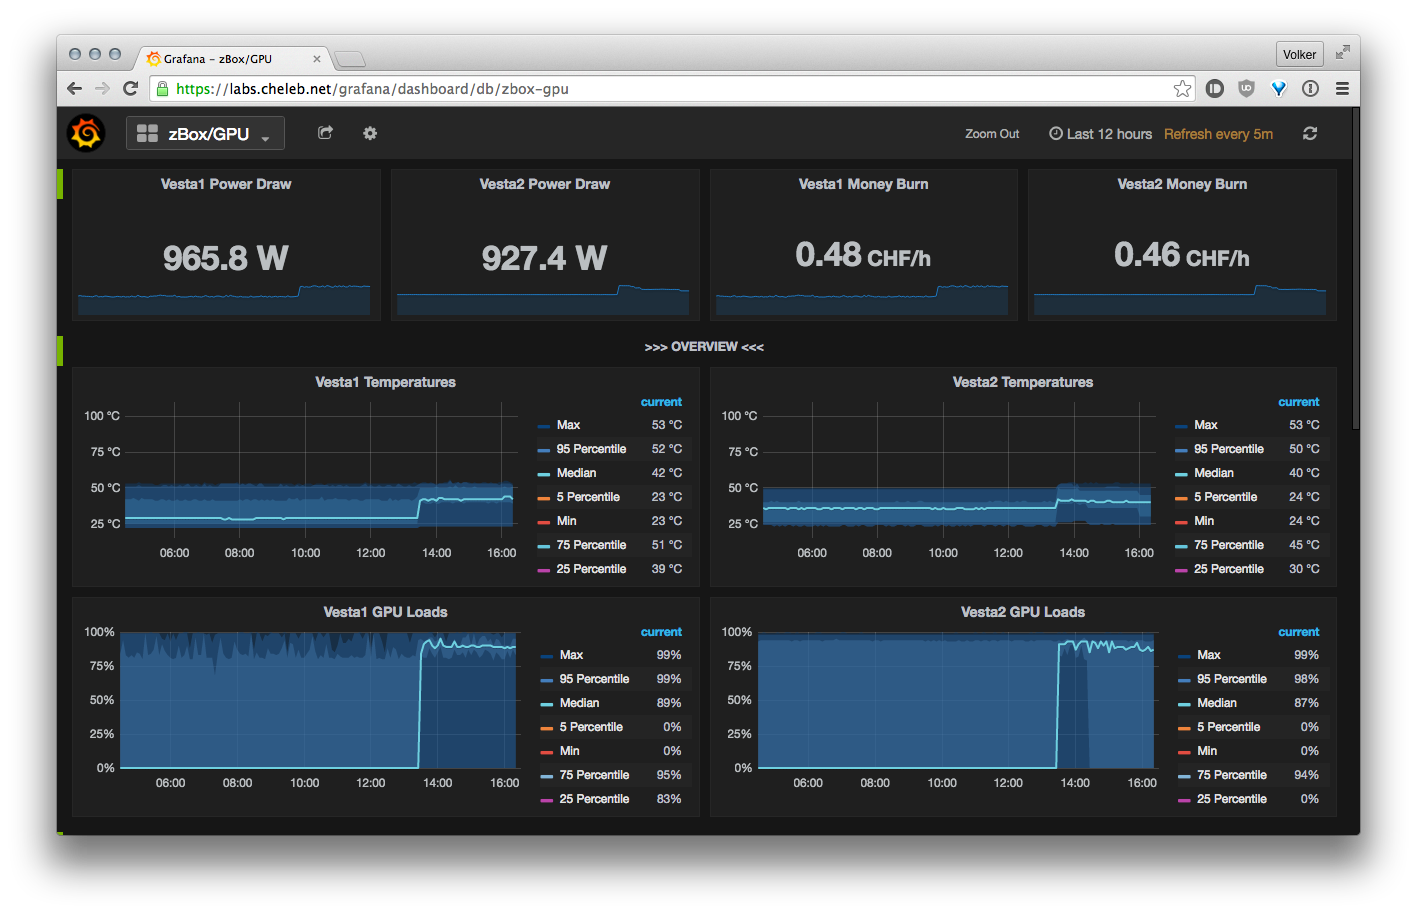 Grafana - zBox/GPU
Volker
https://labs.cheleb.net/grafana/dashboard/db/zbox-gpu
zBox/GPU
Zoom Out
Last 12 hours Refresh every 5m
Vesta1 Power Draw
965.8 W
Vesta2 Power Draw
927.4 W
Vesta1 Money Burn
0.48 CHF/h
Vesta2 Money Burn
0.46 CHF/h
>>> OVERVIEW <<<
Vesta1 Temperatures
100 °C
75 °C
50 °C
25 °C
06:00 08:00 10:00 12:00 14:00 16:00
current
Max 53 °C
95 Percentile 52 °C
Median 42 °C
5 Percentile 23 °C
Min 23 °C
75 Percentile 51 °C
25 Percentile 39 °C
Vesta2 Temperatures
100 °C
75 °C
50 °C
25 °C
06:00 08:00 10:00 12:00 14:00 16:00
current
Max 53 °C
95 Percentile 50 °C
Median 40 °C
5 Percentile 24 °C
Min 24 °C
75 Percentile 45 °C
25 Percentile 30 °C
Vesta1 GPU Loads
100%
75%
50%
25%
0%
06:00 08:00 10:00 12:00 14:00 16:00
current
Max 99%
95 Percentile 99%
Median 89%
5 Percentile 0%
Min 0%
75 Percentile 95%
25 Percentile 83%
Vesta2 GPU Loads
100%
75%
50%
25%
0%
06:00 08:00 10:00 12:00 14:00 16:00
current
Max 99%
95 Percentile 98%
Median 87%
5 Percentile 0%
Min 0%
75 Percentile 94%
25 Percentile 0%